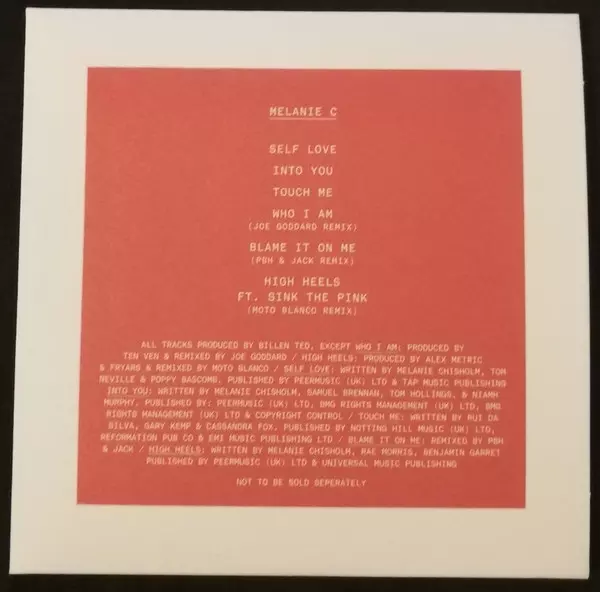 MELANIE C
SELF LOVE
INTO YOU
TOUCH ME
WHO I AM
(JOE GODDARD REMIX)
BLAME IT ON ME
(PBH & JACK REMIX)
HIGH HEELS
FT. SINK THE PINK
(MOTO BLANCO REMIX)
ALL TRACKS PRODUCED BY BILLEN TED, EXCEPT WHO I AM: PRODUCED BY
TEN VEN & REMIXED BY JOE GODDARD / HIGH HEELS: PRODUCED BY ALEX METRIC
& FRYARS & REMIXED BY MOTO BLANCO / SELF LOVE: WRITTEN BY MELANIE CHISHOLM, TOM
NEVILLE & POPPY BASCOMB. PUBLISHED BY PEERMUSIC (UK) LTD & TAP MUSIC PUBLISHING
INTO YOU: WRITTEN BY MELANIE CHISHOLM, SAMUEL BRENNAN, TOM HOLLINGS, & NIAMH
MURPHY. PUBLISHED BY: PEERMUSIC (UK) LTD, BMG RIGHTS MANAGEMENT (UK) LTD, BMG
RIGHTS MANAGEMENT (UK) LTD & COPYRIGHT CONTROL / TOUCH ME: WRITTEN BY RUI DA
SILVA, GARY KEMP & CASSANDRA FOX. PUBLISHED BY NOTTING HILL MUSIC (UK) LTD,
REFORMATION PUB CO & EMI MUSIC PUBLISHING LTD / BLAME IT ON ME: REMIXED BY PBH
& JACK / HIGH HEELS: WRITTEN BY MELANIE CHISHOLM, RAE MORRIS, BENJAMIN GARRET
PUBLISHED BY PEERMUSIC (UK) LTD & UNIVERSAL MUSIC PUBLISHING
NOT TO BE SOLD SEPERATELY